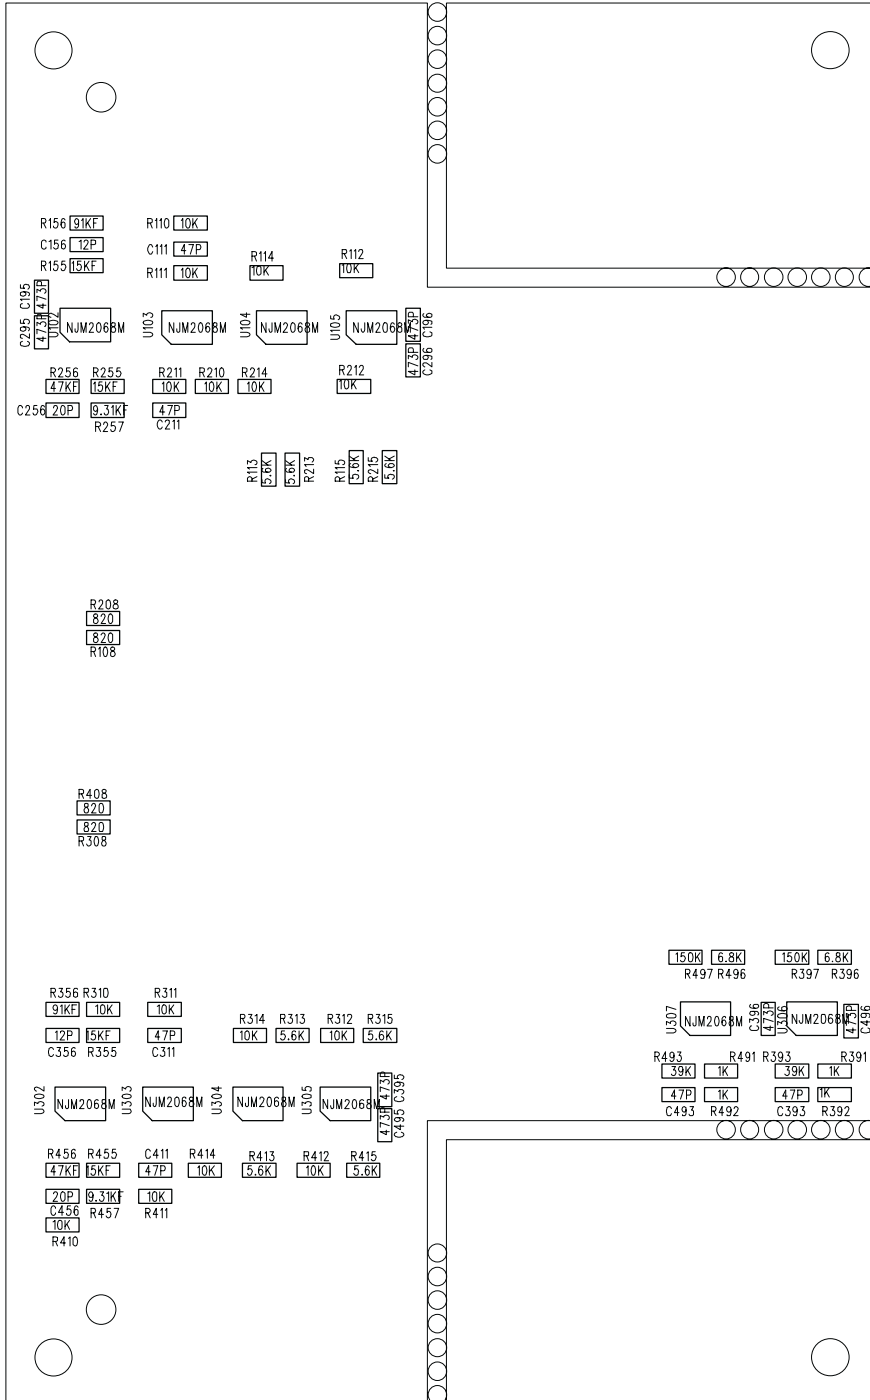 R156 91KF R110 10K
C156 12P C111 47P R114 R112
R155 15KF R111 10K 10K 10K
C195 473P
C295 473P U102 NJM2068M U103 NJM2068M U104 NJM2068M U105 NJM2068M 473P C196
473P C296
R256 R255 R211 R210 R214 R212
47KF 15KF 10K 10K 10K 10K
C256 20P 9.31KF 47P
R257 C211
R113 5.6K 5.6K R213 R115 5.6K R215 5.6K
R208
820
820
R108
R408
820
820
R308
150K 6.8K 150K 6.8K
R497 R496 R397 R396
R356 R310 R311
91KF 10K 10K
R314 R313 R312 R315
12P 15KF 47P 10K 5.6K 10K 5.6K
C356 R355 C311
U307 NJM2068M C396 473P U306 NJM2068M 473P C496
R493 R491 R393 R391
39K 1K 39K 1K
47P 1K 47P 1K
C493 R492 C393 R392
U302 NJM2068M U303 NJM2068M U304 NJM2068M U305 NJM2068M 473P C395
473P C495
R456 R455 C411 R414 R413 R412 R415
47KF 15KF 47P 10K 5.6K 10K 5.6K
20P 9.31KF 10K
C456 R457 R411
10K
R410